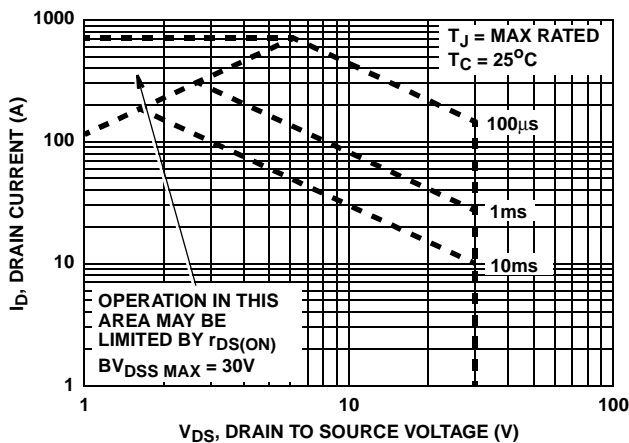 1000
100
10
1
I_D, DRAIN CURRENT (A)
T_J = MAX RATED
T_C = 25°C
100μs
1ms
10ms
OPERATION IN THIS
AREA MAY BE
LIMITED BY r_DS(ON)
BV_DSS MAX = 30V
1
10
100
V_DS, DRAIN TO SOURCE VOLTAGE (V)